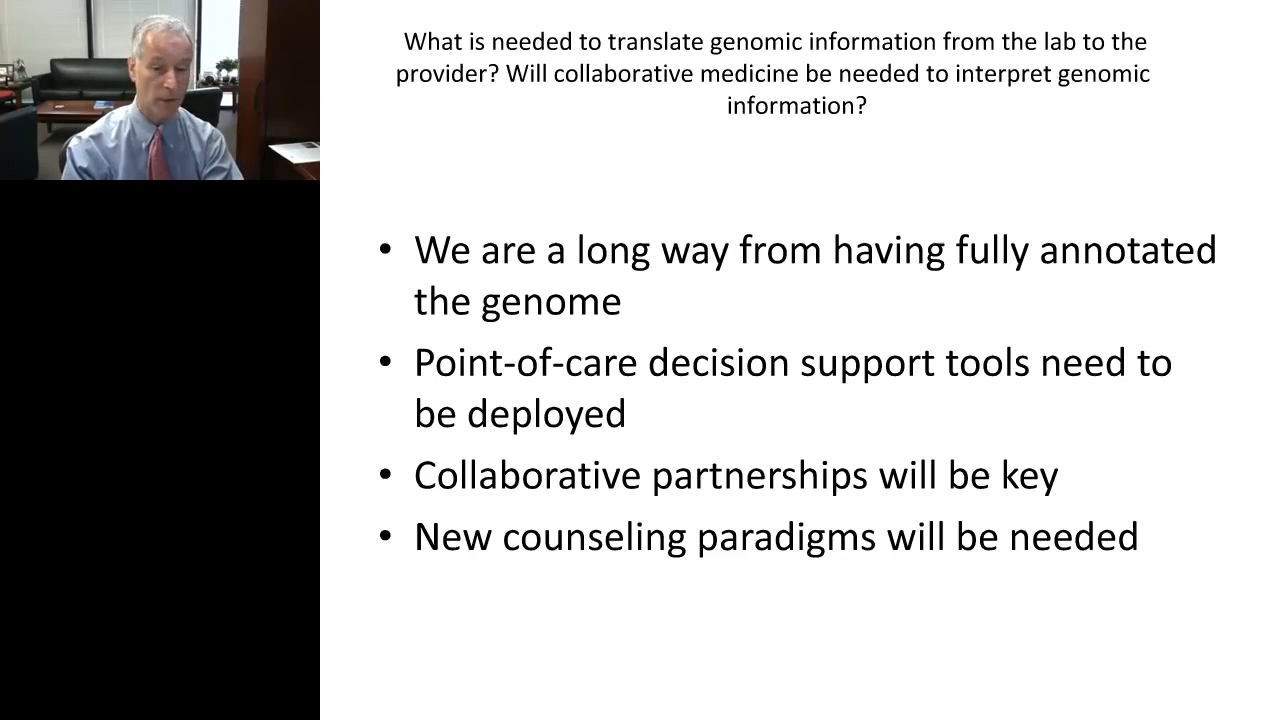 What is needed to translate genomic information from the lab to the
provider? Will collaborative medicine be needed to interpret genomic
information?
• We are a long way from having fully annotated
the genome
• Point-of-care decision support tools need to
be deployed
• Collaborative partnerships will be key
• New counseling paradigms will be needed